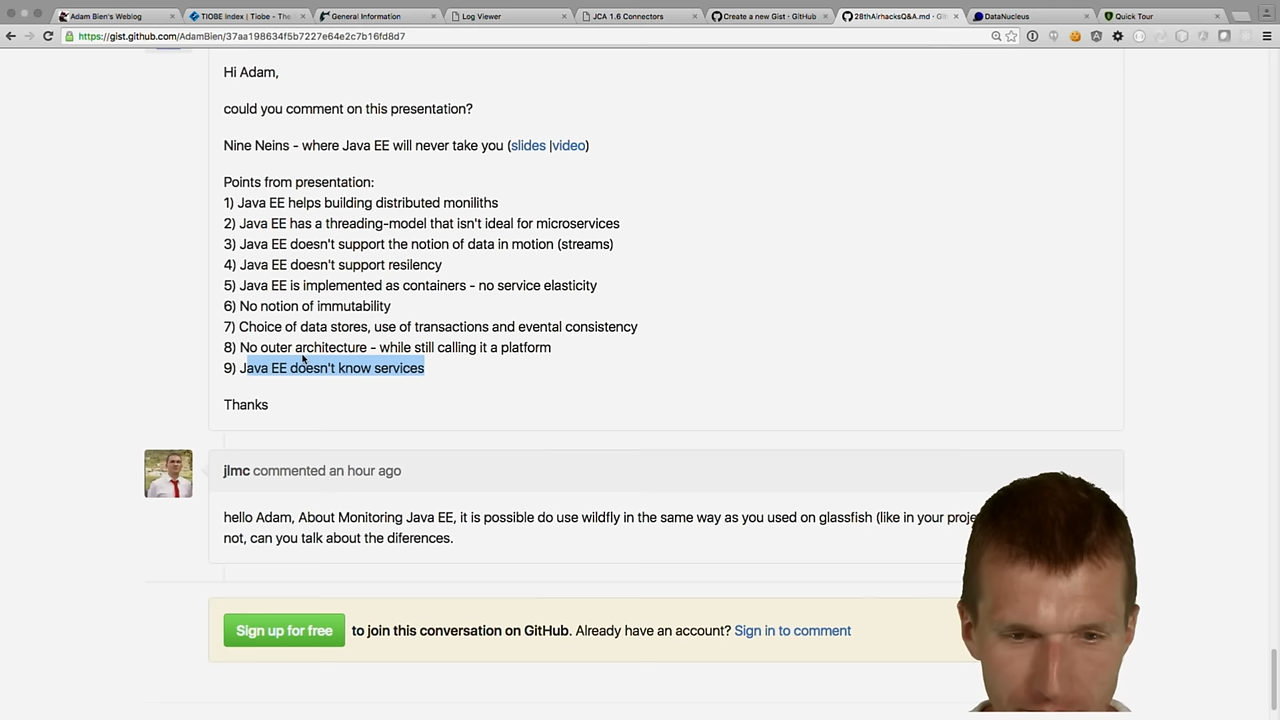 Adam Bien's Weblog
TIOBE Index | Tiobe - The
General Information
Log Viewer
JCA 1.6 Connectors
Create a new Gist · GitHub
28thAirhacksQ&A.md · Git
DataNucleus
Quick Tour
https://gist.github.com/AdamBien/37aa198634f5b7227e64e2c7b16fd8d7
Hi Adam,
could you comment on this presentation?
Nine Neins - where Java EE will never take you (slides |video)
Points from presentation:
1) Java EE helps building distributed moniliths
2) Java EE has a threading-model that isn't ideal for microservices
3) Java EE doesn't support the notion of data in motion (streams)
4) Java EE doesn't support resilency
5) Java EE is implemented as containers - no service elasticity
6) No notion of immutability
7) Choice of data stores, use of transactions and evental consistency
8) No outer architecture - while still calling it a platform
9) Java EE doesn't know services
Thanks
jlmc commented an hour ago
hello Adam, About Monitoring Java EE, it is possible do use wildfly in the same way as you used on glassfish (like in your proje
not, can you talk about the diferences.
Sign up for free to join this conversation on GitHub. Already have an account? Sign in to comment